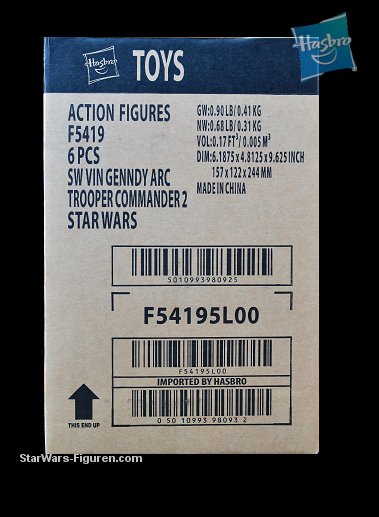 Hasbro
Hasbro
TOYS
ACTION FIGURES
F5419
6 PCS
SW VIN GENNDY ARC
TROOPER COMMANDER 2
STAR WARS
GW:0.90 LB/ 0.41 KG
NW:0.68 LB/ 0.31 KG
VOL:0.17 FT³/ 0.005 M³
DIM:6.1875 x 4.8125 x 9.625 INCH
157 x 122 x 244 MM
MADE IN CHINA
5010993980925
F54195L00
F54195L00
IMPORTED BY HASBRO
0 50 10993 98093 2
THIS END UP
StarWars-Figuren.com